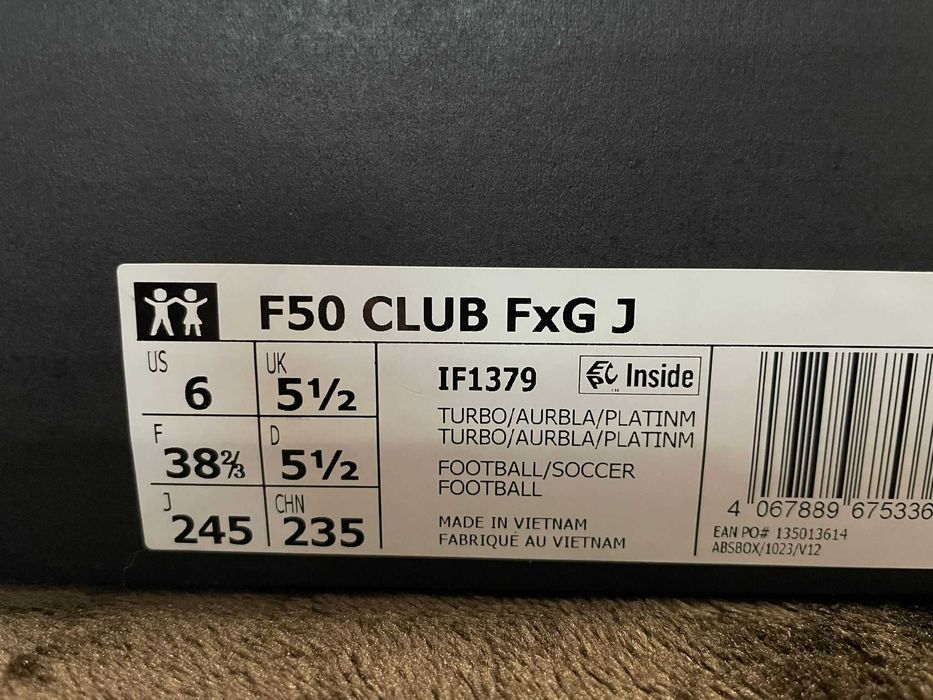 F50 CLUB FxG J
US 6 UK 5½
F 38⅔ D 5½
J 245 CHN 235
IF1379 EPC Inside
TURBO/AURBLA/PLATINM
TURBO/AURBLA/PLATINM
FOOTBALL/SOCCER
FOOTBALL
MADE IN VIETNAM
FABRIQUÉ AU VIETNAM
4 067889 675336
EAN PO# 135013614
ABSBOX/1023/V12